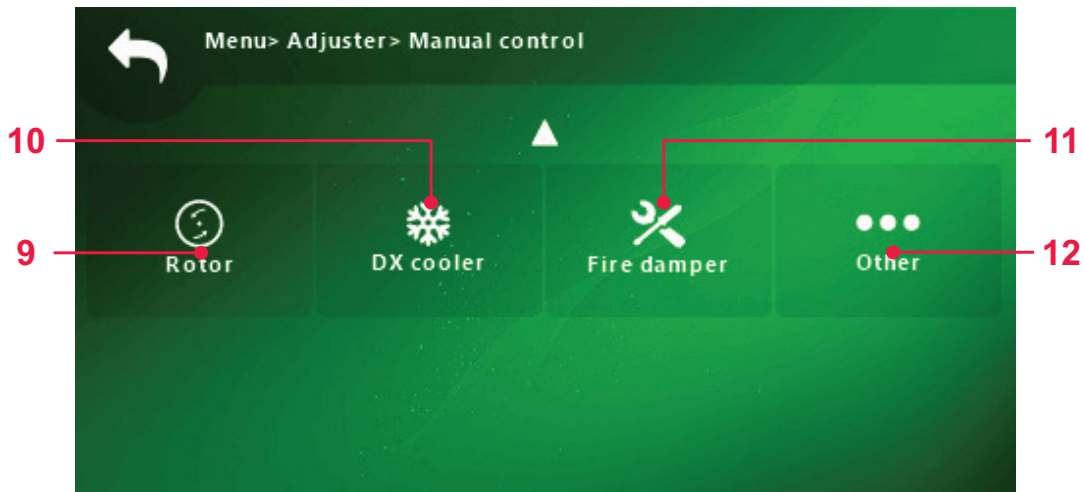 Menu> Adjuster> Manual control
10
11
9
12
Rotor
DX cooler
Fire damper
Other